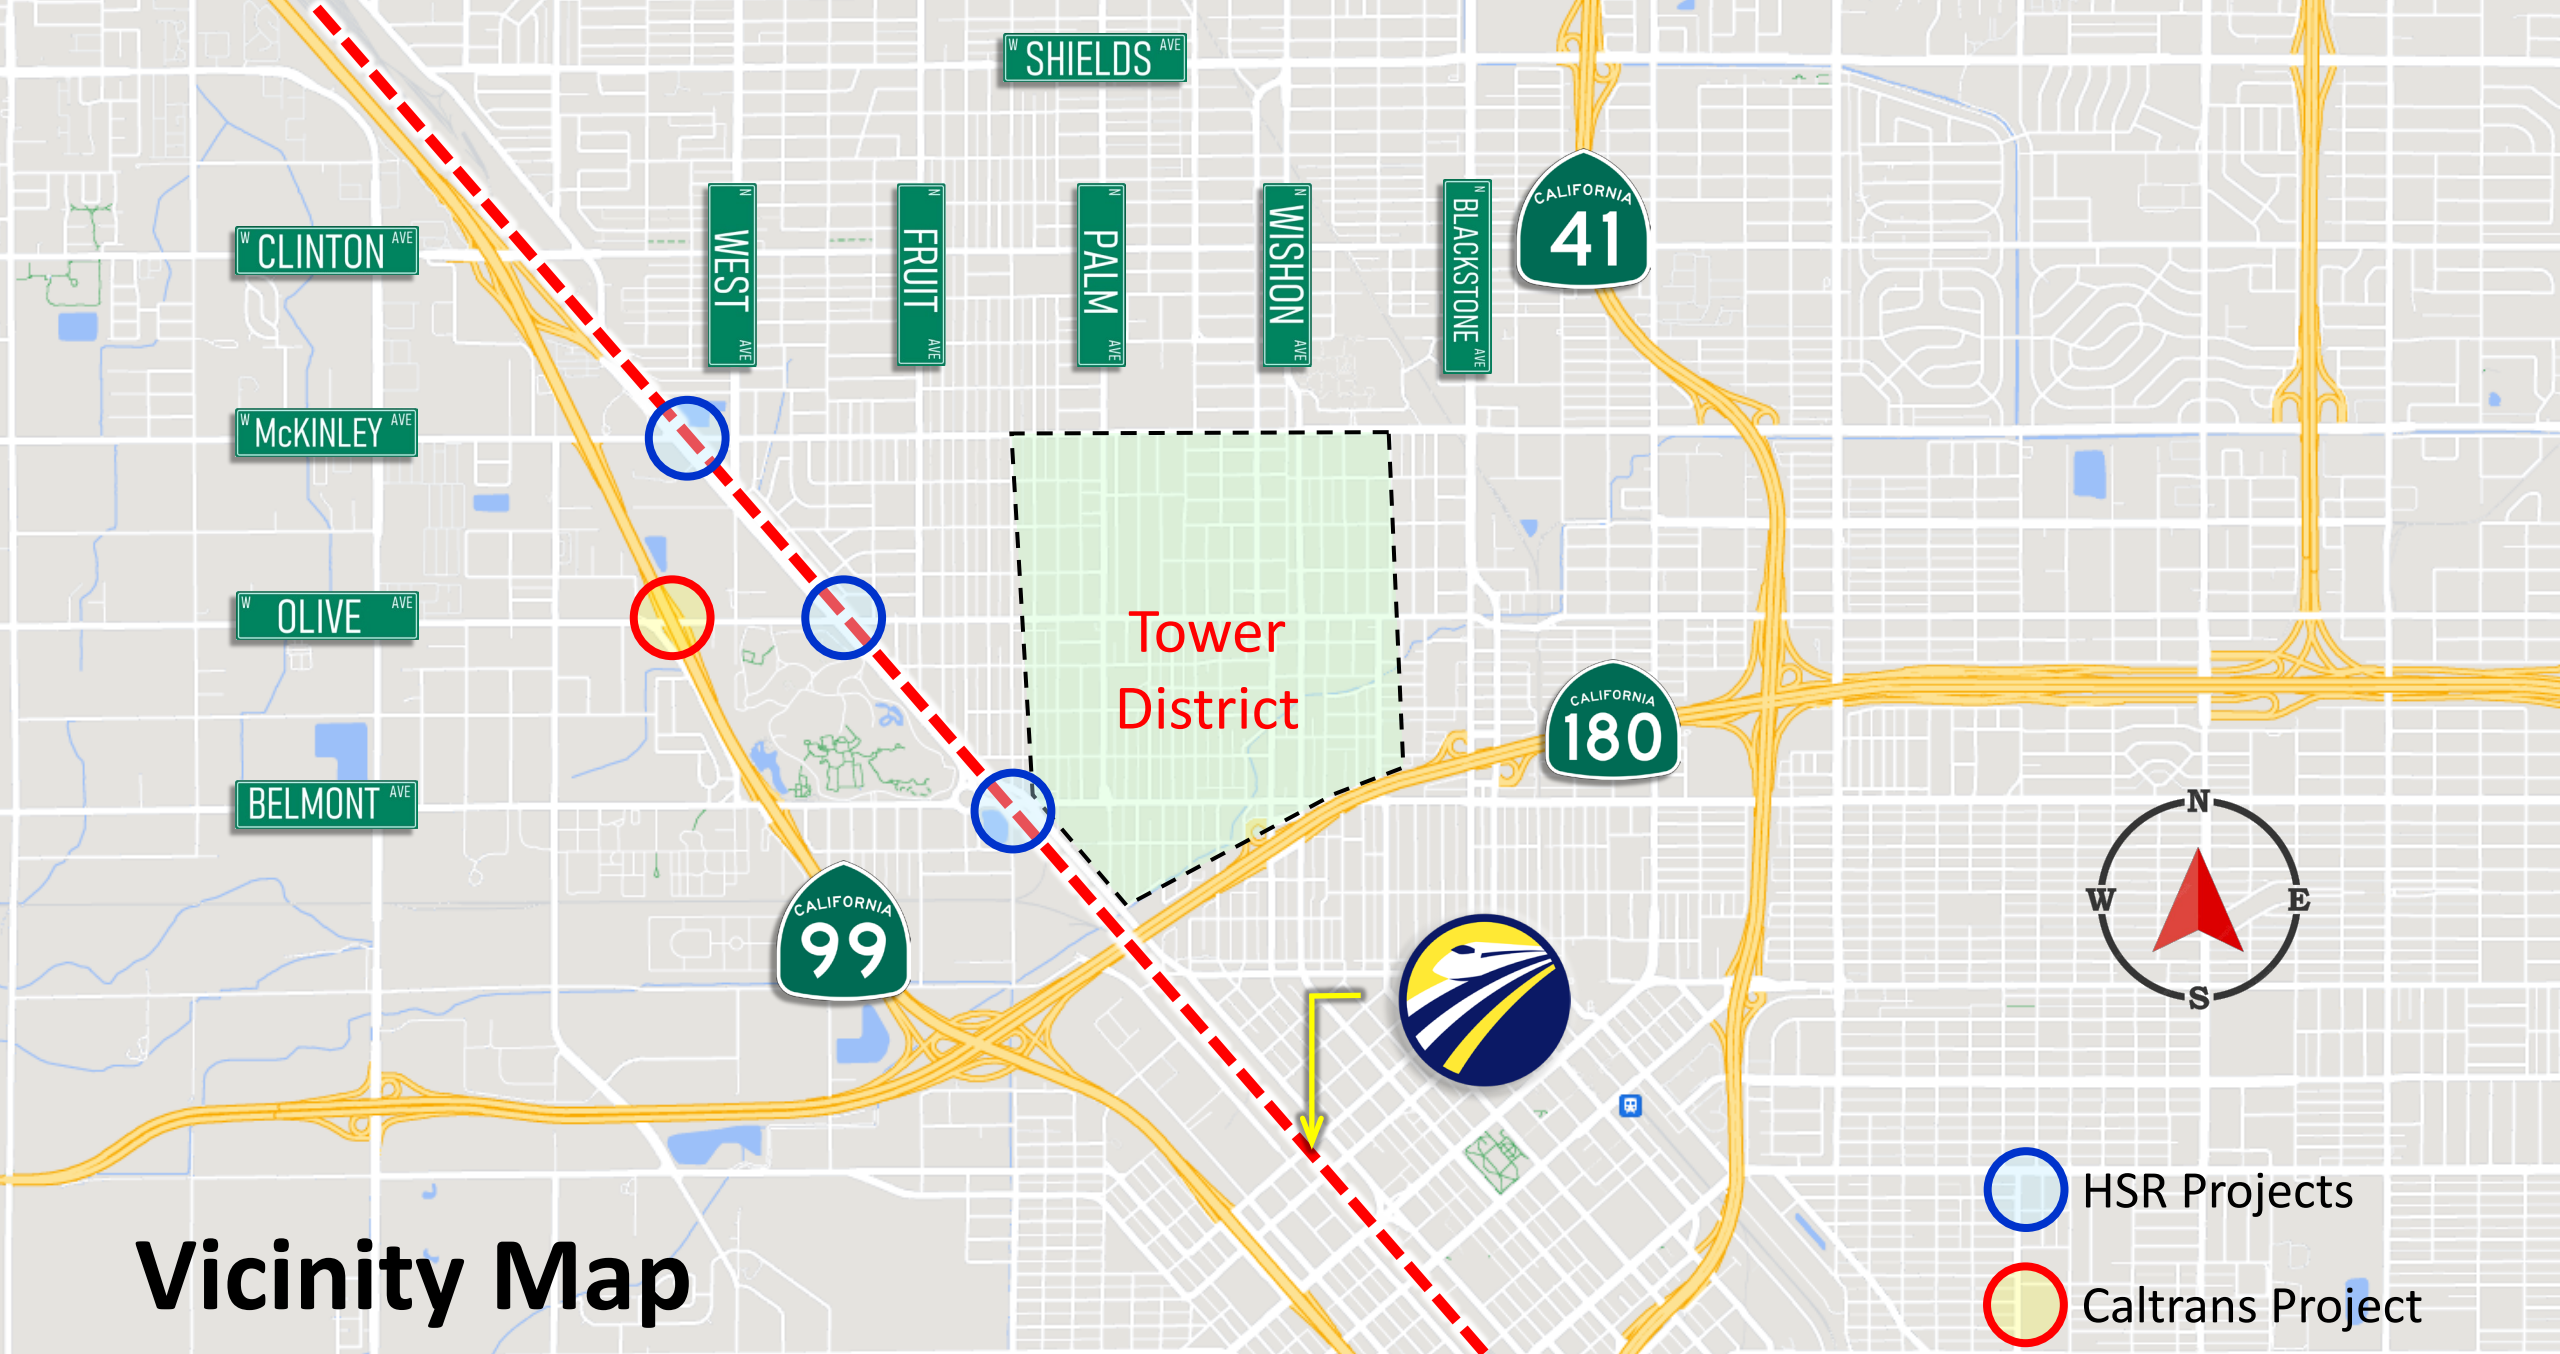 W SHIELDS AVE
N WEST AVE
N FRUIT AVE
N PALM AVE
N WISHON AVE
N BLACKSTONE AVE
CALIFORNIA
41
W CLINTON AVE
W McKINLEY AVE
W OLIVE AVE
BELMONT AVE
Tower
District
CALIFORNIA
180
CALIFORNIA
99
N
W E
S
HSR Projects
Caltrans Project
Vicinity Map